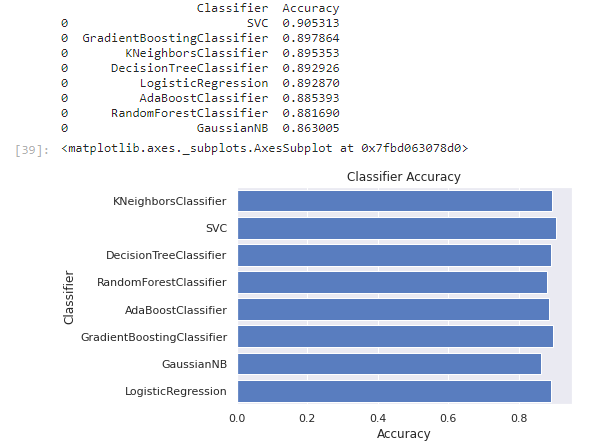 Classifier Accuracy
0 SVC 0.905313
0 GradientBoostingClassifier 0.897864
0 KNeighborsClassifier 0.895353
0 DecisionTreeClassifier 0.892926
0 LogisticRegression 0.892870
0 AdaBoostClassifier 0.885393
0 RandomForestClassifier 0.881690
0 GaussianNB 0.863005
[39]: <matplotlib.axes._subplots.AxesSubplot at 0x7fbd063078d0>
Classifier Accuracy
KNeighborsClassifier
SVC
DecisionTreeClassifier
RandomForestClassifier
AdaBoostClassifier
GradientBoostingClassifier
GaussianNB
LogisticRegression
Classifier
0.0 0.2 0.4 0.6 0.8
Accuracy